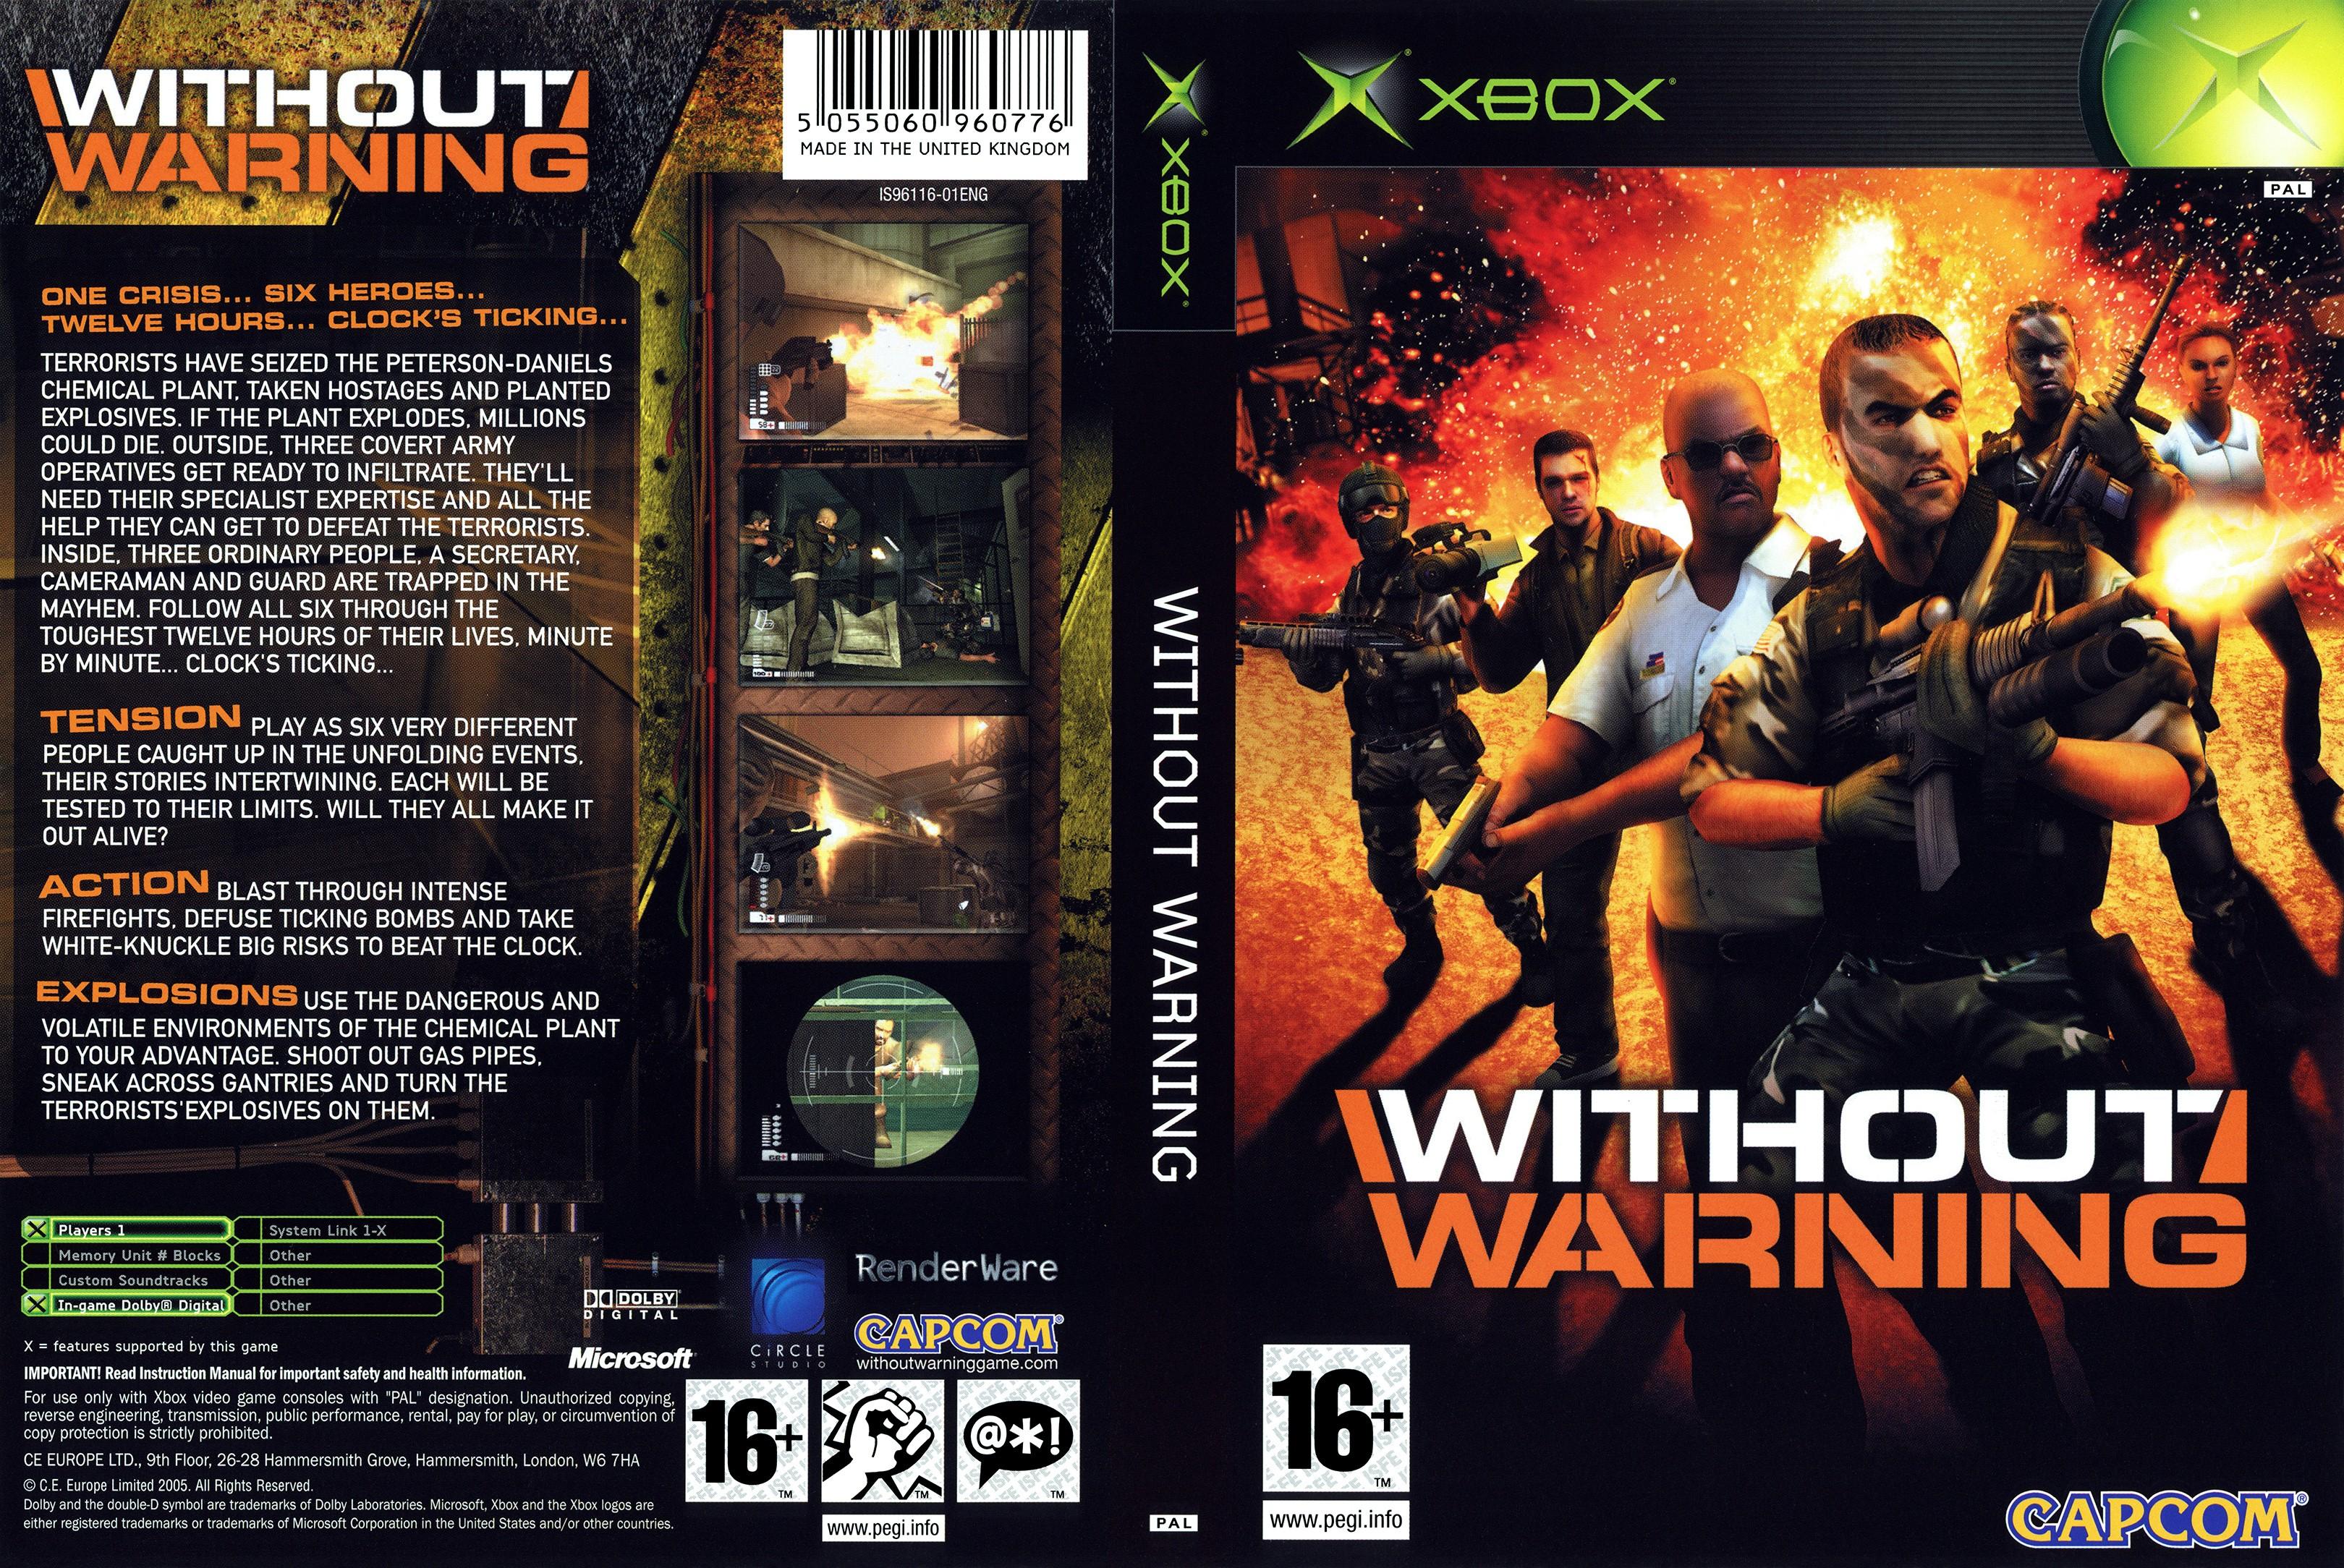 WITHOUT
WARNING
5 055060 960776
MADE IN THE UNITED KINGDOM
IS96116-01ENG
ONE CRISIS... SIX HEROES...
TWELVE HOURS... CLOCK'S TICKING...
TERRORISTS HAVE SEIZED THE PETERSON-DANIELS
CHEMICAL PLANT, TAKEN HOSTAGES AND PLANTED
EXPLOSIVES. IF THE PLANT EXPLODES, MILLIONS
COULD DIE. OUTSIDE, THREE COVERT ARMY
OPERATIVES GET READY TO INFILTRATE. THEY'LL
NEED THEIR SPECIALIST EXPERTISE AND ALL THE
HELP THEY CAN GET TO DEFEAT THE TERRORISTS.
INSIDE, THREE ORDINARY PEOPLE, A SECRETARY,
CAMERAMAN AND GUARD ARE TRAPPED IN THE
MAYHEM. FOLLOW ALL SIX THROUGH THE
TOUGHEST TWELVE HOURS OF THEIR LIVES, MINUTE
BY MINUTE... CLOCK'S TICKING...
TENSION PLAY AS SIX VERY DIFFERENT
PEOPLE CAUGHT UP IN THE UNFOLDING EVENTS,
THEIR STORIES INTERTWINING. EACH WILL BE
TESTED TO THEIR LIMITS. WILL THEY ALL MAKE IT
OUT ALIVE?
ACTION BLAST THROUGH INTENSE
FIREFIGHTS, DEFUSE TICKING BOMBS AND TAKE
WHITE-KNUCKLE BIG RISKS TO BEAT THE CLOCK.
EXPLOSIONS USE THE DANGEROUS AND
VOLATILE ENVIRONMENTS OF THE CHEMICAL PLANT
TO YOUR ADVANTAGE. SHOOT OUT GAS PIPES,
SNEAK ACROSS GANTRIES AND TURN THE
TERRORISTS' EXPLOSIVES ON THEM.
X Players 1
System Link 1-X
Memory Unit # Blocks
Other
Custom Soundtracks
Other
X In-game Dolby® Digital
Other
X = features supported by this game
DOLBY
DIGITAL
Microsoft
CiRCLE
STUDIO
RenderWare
CAPCOM®
withoutwarninggame.com
IMPORTANT! Read Instruction Manual for important safety and health information.
For use only with Xbox video game consoles with "PAL" designation. Unauthorized copying,
reverse engineering, transmission, public performance, rental, pay for play, or circumvention of
copy protection is strictly prohibited.
CE EUROPE LTD., 9th Floor, 26-28 Hammersmith Grove, Hammersmith, London, W6 7HA
© C.E. Europe Limited 2005. All Rights Reserved.
Dolby and the double-D symbol are trademarks of Dolby Laboratories. Microsoft, Xbox and the Xbox logos are
either registered trademarks or trademarks of Microsoft Corporation in the United States and/or other countries.
16+
TM
TM
@*!
TM
www.pegi.info
XBOX®
WITHOUT WARNING
PAL
XBOX®
PAL
WITHOUT
WARNING
16+
TM
www.pegi.info
CAPCOM®